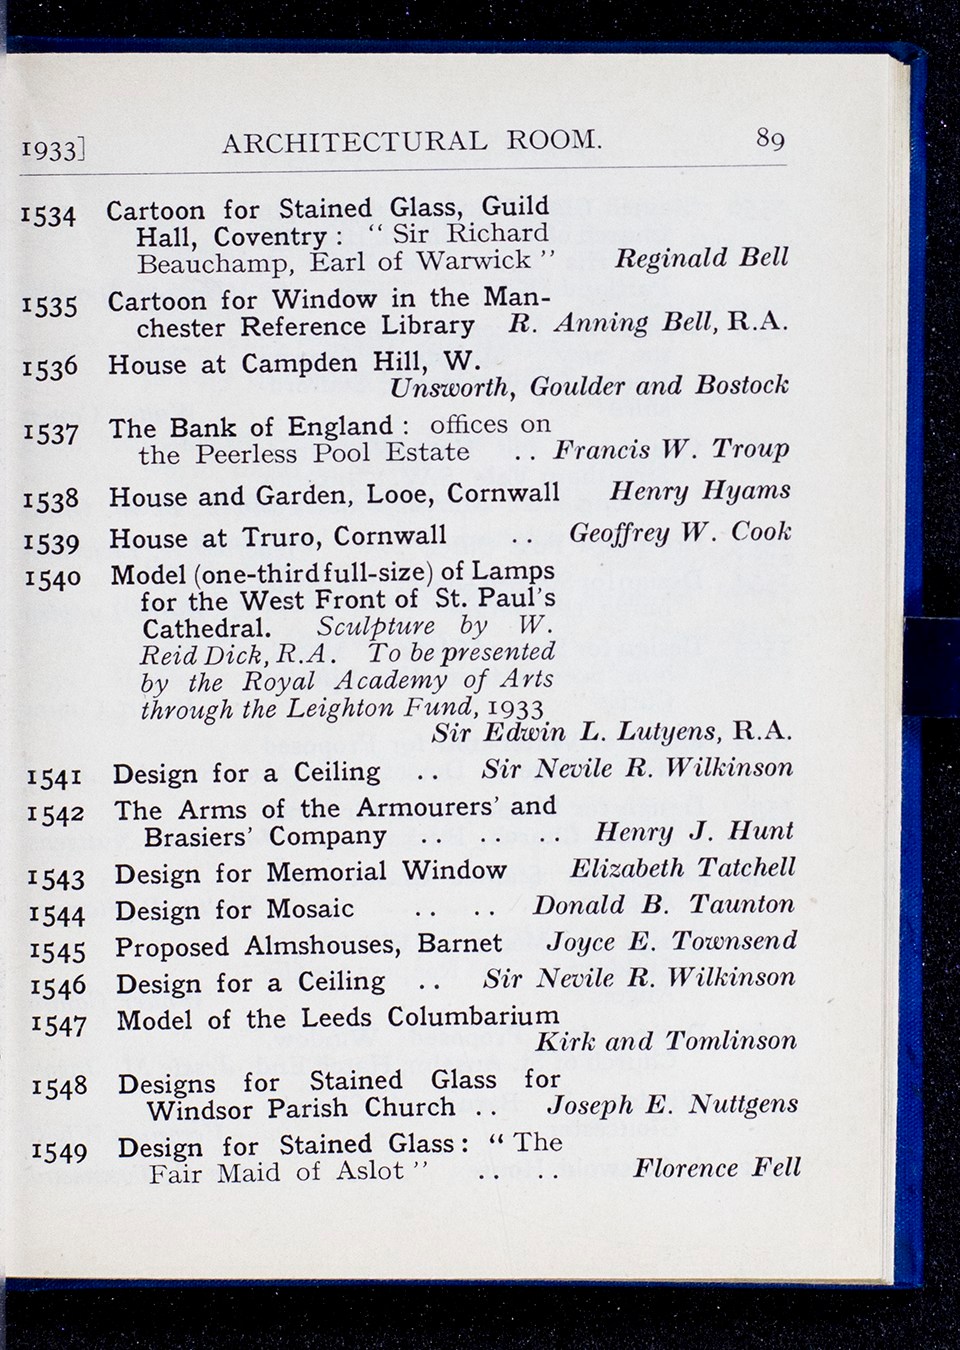 1933] ARCHITECTURAL ROOM. 89
1534 Cartoon for Stained Glass, Guild
Hall, Coventry : “ Sir Richard
Beauchamp, Earl of Warwick ” Reginald Bell
1535 Cartoon for Window in the Man-
chester Reference Library R. Anning Bell, R.A.
1536 House at Campden Hill, W.
Unsworth, Goulder and Bostock
1537 The Bank of England : offices on
the Peerless Pool Estate .. Francis W. Troup
1538 House and Garden, Looe, Cornwall Henry Hyams
1539 House at Truro, Cornwall .. Geoffrey W. Cook
1540 Model (one-third full-size) of Lamps
for the West Front of St. Paul's
Cathedral. Sculpture by W.
Reid Dick, R.A. To be presented
by the Royal Academy of Arts
through the Leighton Fund, 1933
Sir Edwin L. Lutyens, R.A.
1541 Design for a Ceiling .. Sir Nevile R. Wilkinson
1542 The Arms of the Armourers' and
Brasiers' Company .. .. .. Henry J. Hunt
1543 Design for Memorial Window Elizabeth Tatchell
1544 Design for Mosaic .. .. Donald B. Taunton
1545 Proposed Almshouses, Barnet Joyce E. Townsend
1546 Design for a Ceiling .. Sir Nevile R. Wilkinson
1547 Model of the Leeds Columbarium
Kirk and Tomlinson
1548 Designs for Stained Glass for
Windsor Parish Church .. Joseph E. Nuttgens
1549 Design for Stained Glass : “ The
Fair Maid of Aslot ” .. .. Florence Fell